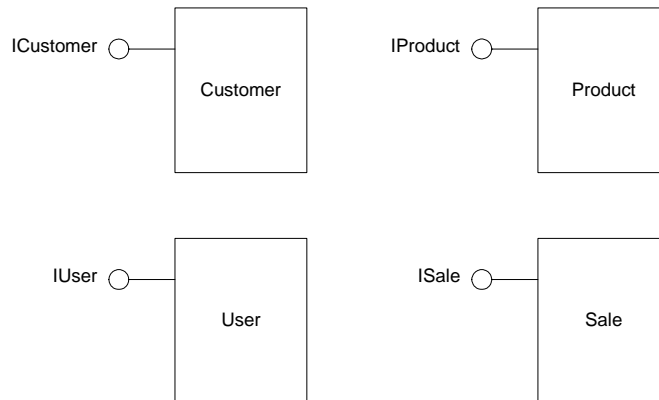 ICustomer
Customer
IProduct
Product
IUser
User
ISale
Sale